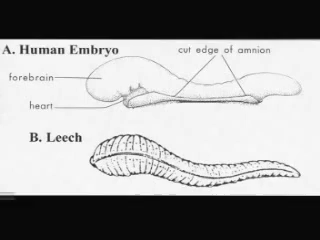 A. Human Embryo
cut edge of amnion
forebrain
heart
B. Leech